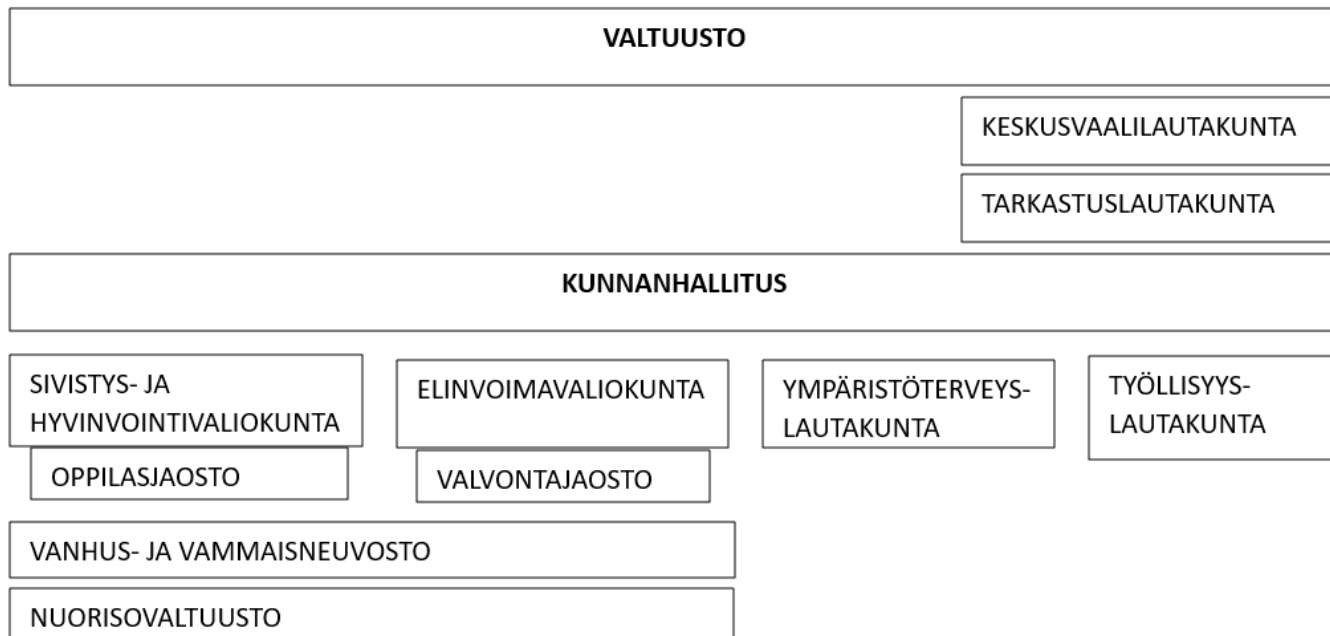 VALTUUSTO
KESKUSVAALILAUTAKUNTA
TARKASTUSLAUTAKUNTA
KUNNANHALLITUS
SIVISTYS- JA
HYVINVOINTIVALIOKUNTA
OPPILASJAOSTO
ELINVOIMAVALIOKUNTA
VALVONTAJAOSTO
YMPÄRISTÖTERVEYS-
LAUTAKUNTA
TYÖLLISYYS-
LAUTAKUNTA
VANHUS- JA VAMMAISNEUVOSTO
NUORISOVALTUUSTO